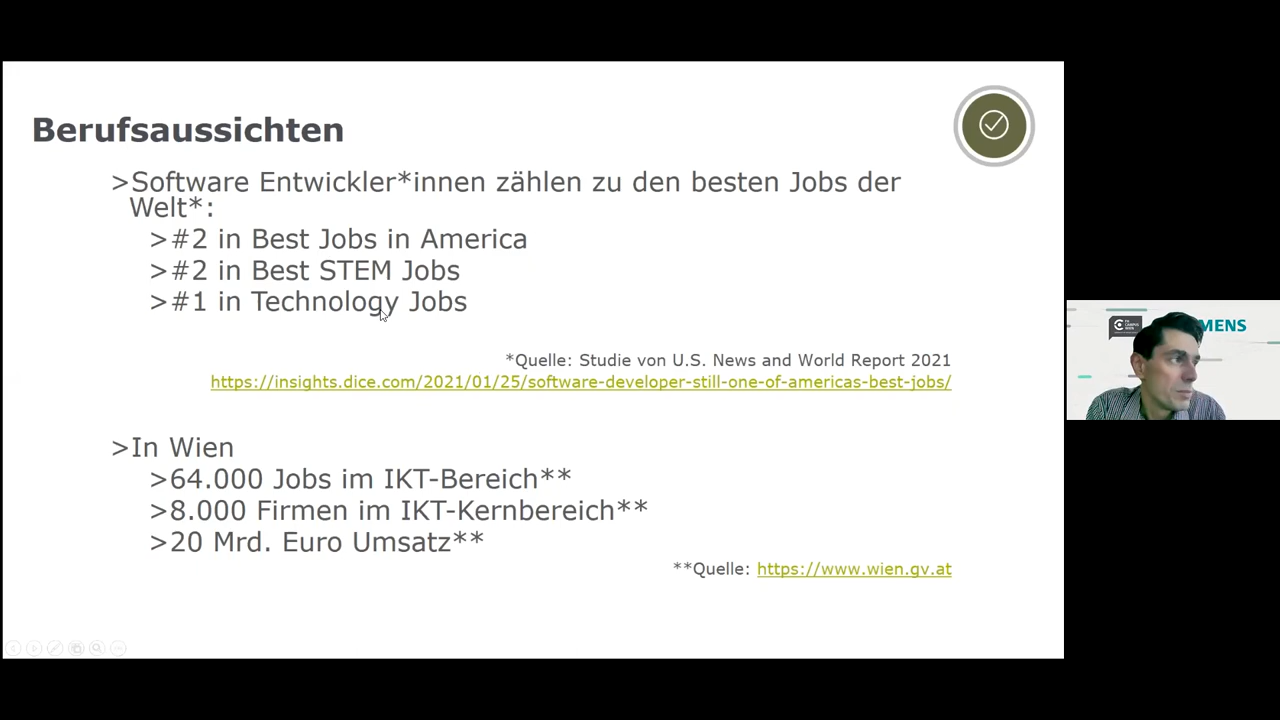 Berufsaussichten
>Software Entwickler*innen zählen zu den besten Jobs der
Welt*:
>#2 in Best Jobs in America
>#2 in Best STEM Jobs
>#1 in Technology Jobs
*Quelle: Studie von U.S. News and World Report 2021
https://insights.dice.com/2021/01/25/software-developer-still-one-of-americas-best-jobs/
>In Wien
>64.000 Jobs im IKT-Bereich**
>8.000 Firmen im IKT-Kernbereich**
>20 Mrd. Euro Umsatz**
**Quelle: https://www.wien.gv.at
FH
CAMPUS
WIEN
MENS